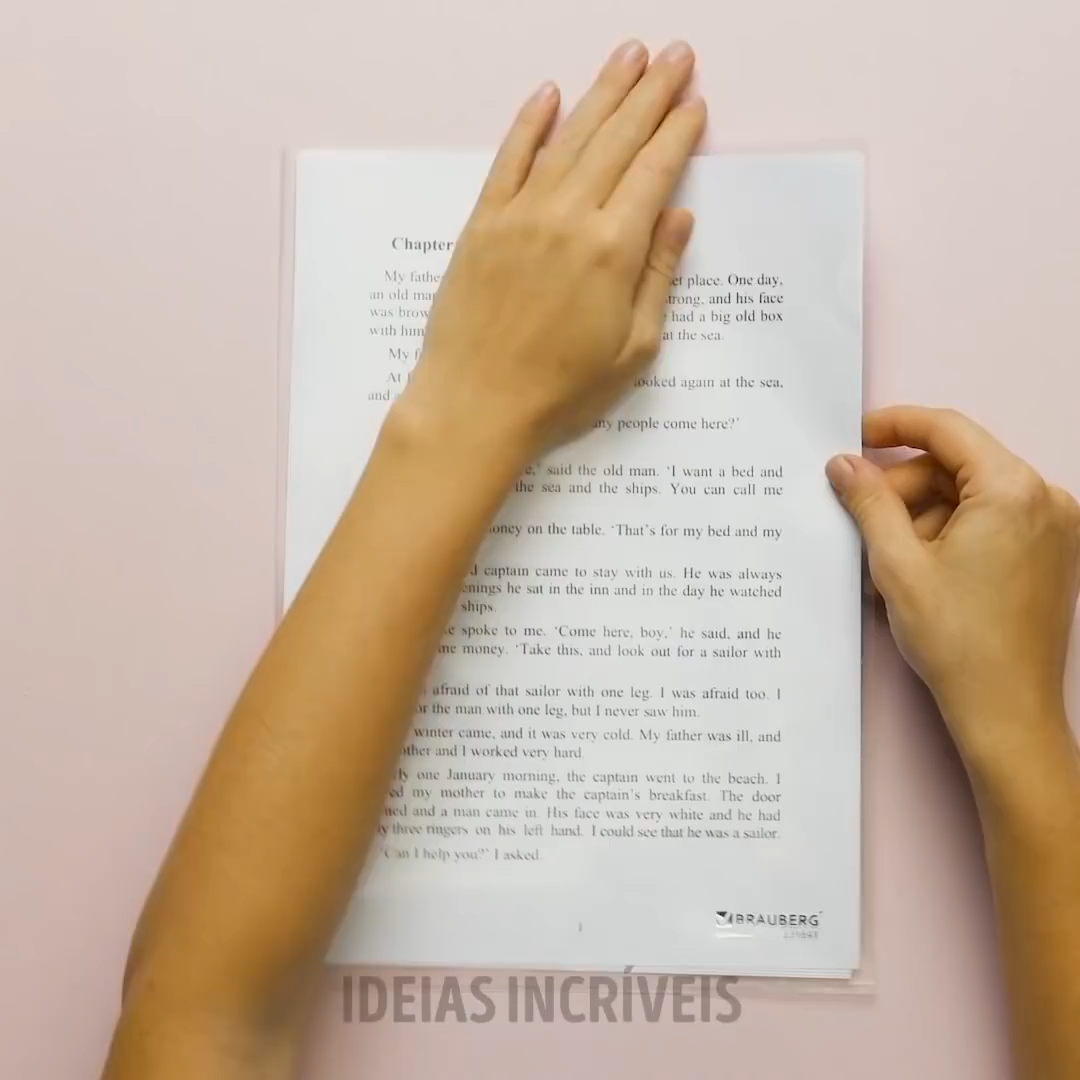 Chapter
My fathe et place. One day,
an old ma trong, and his face
was brow had a big old box
with him at the sea.
My f
At ooked again at the sea,
and a
any people come here?’
e,’ said the old man. ‘I want a bed and
the sea and the ships. You can call me
oney on the table. ‘That’s for my bed and my
d captain came to stay with us. He was always
enings he sat in the inn and in the day he watched
ships.
e spoke to me. ‘Come here, boy,’ he said, and he
me money. ‘Take this, and look out for a sailor with
afraid of that sailor with one leg. I was afraid too. I
or the man with one leg, but I never saw him.
winter came, and it was very cold. My father was ill, and
other and I worked very hard.
ly one January morning, the captain went to the beach. I
ed my mother to make the captain’s breakfast. The door
ned and a man came in. His face was very white and he had
y three fingers on his left hand. I could see that he was a sailor.
‘Can I help you?’ I asked.
1
BRAUBERG
IDEIAS INCRÍVEIS